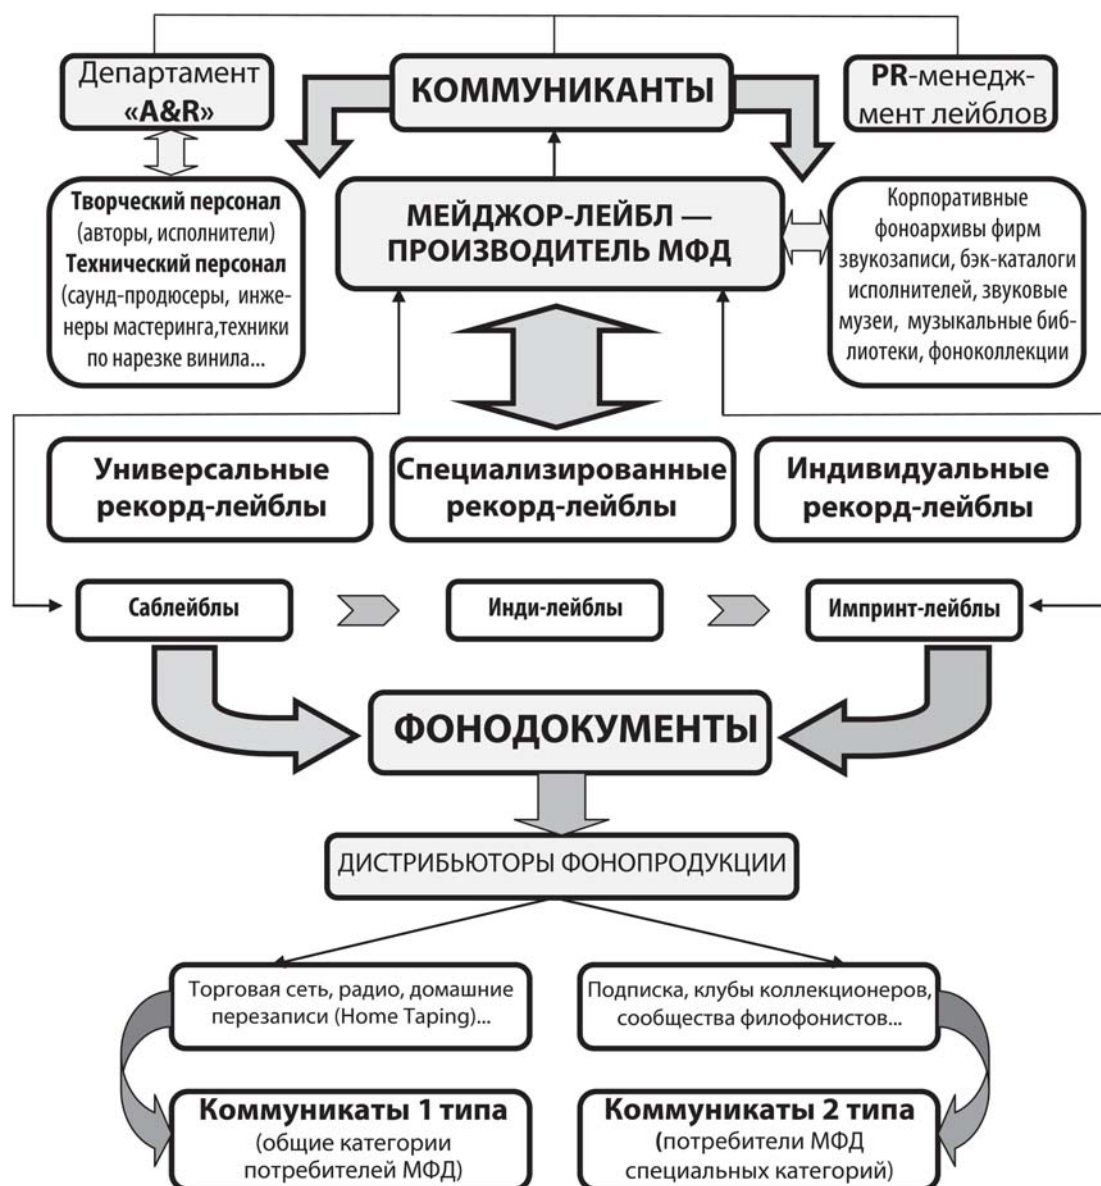 Департамент
«A&R»
КОММУНИКАНТЫ
PR-менедж-
мент лейблов
Творческий персонал
(авторы, исполнители)
Технический персонал
(саунд-продюсеры, инже-
неры мастеринга,техники
по нарезке винила...
МЕЙДЖОР-ЛЕЙБЛ —
ПРОИЗВОДИТЕЛЬ МФД
Корпоративные
фоноархивы фирм
звукозаписи, бэк-каталоги
исполнителей, звуковые
музеи, музыкальные биб-
лиотеки, фоноколлекции
Универсальные
рекорд-лейблы
Специализированные
рекорд-лейблы
Индивидуальные
рекорд-лейблы
Саблейблы
Инди-лейблы
Импринт-лейблы
ФОНОДОКУМЕНТЫ
ДИСТРИБЬЮТОРЫ ФОНОПРОДУКЦИИ
Торговая сеть, радио, домашние
перезаписи (Home Taping)...
Подписка, клубы коллекционеров,
сообщества филофонистов...
Коммуникаты 1 типа
(общие категории
потребителей МФД)
Коммуникаты 2 типа
(потребители МФД
специальных категорий)